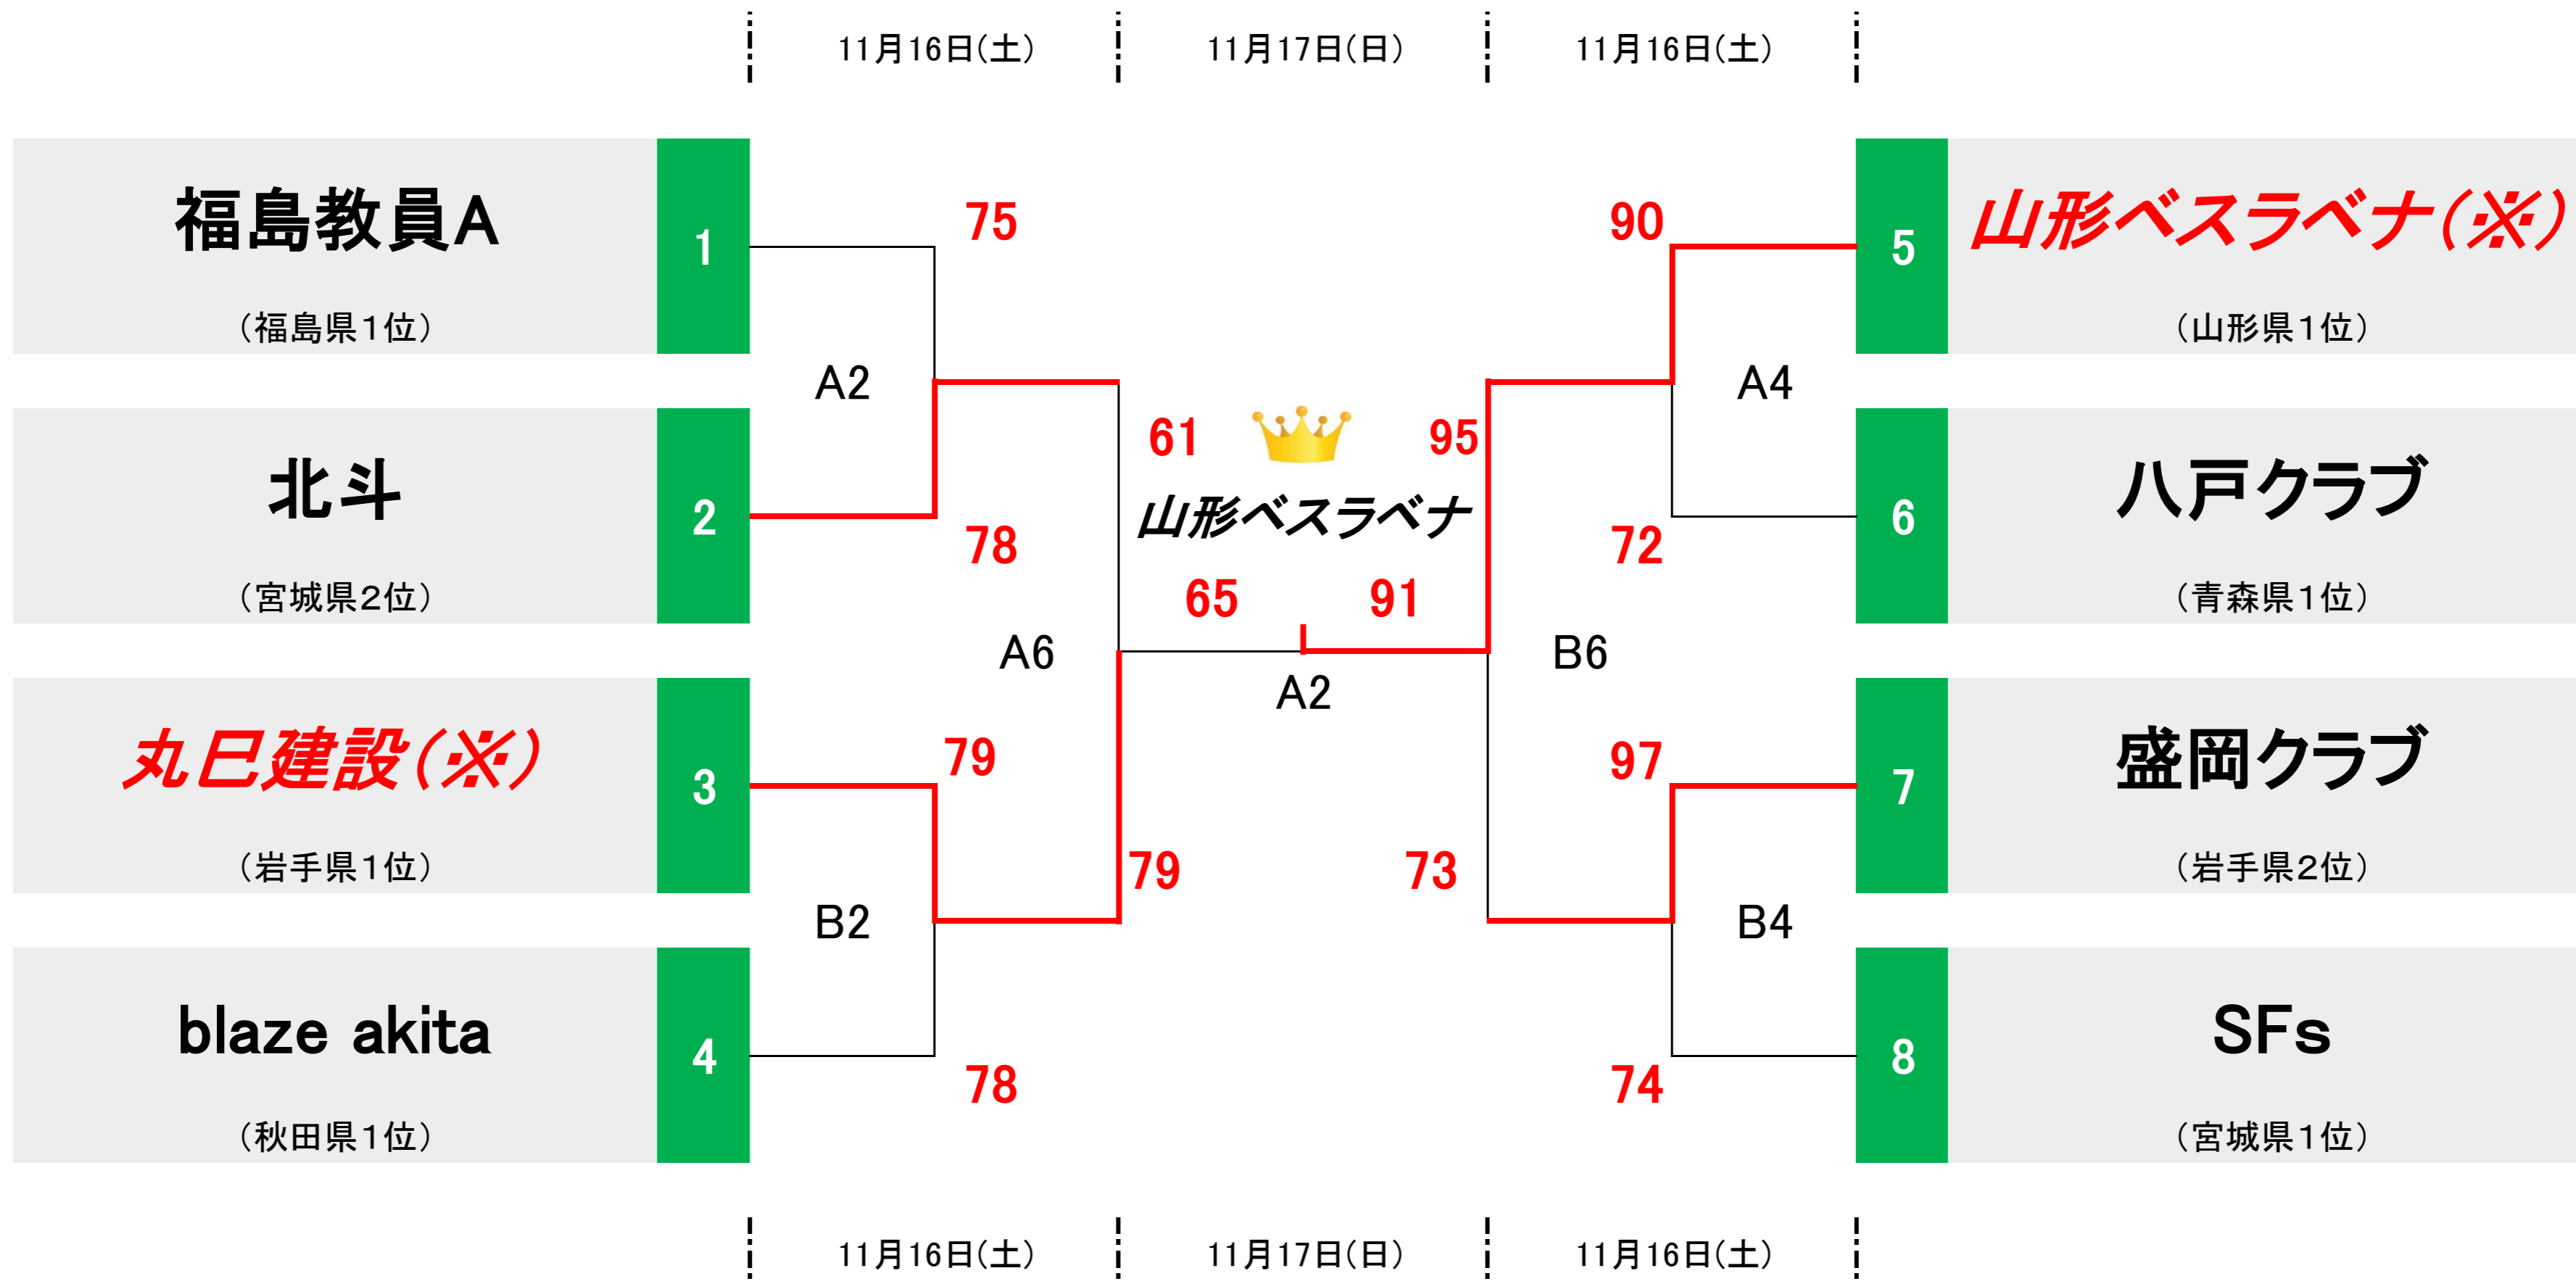 11月16日(土)
11月17日(日)
11月16日(土)
福島教員A
(福島県1位)
1
75
A2
北斗
(宮城県2位)
2
78
丸巳建設(※)
(岩手県1位)
3
79
B2
blaze akita
(秋田県1位)
4
78
A6
61
79
山形ベスラベナ
65
91
A2
95
73
B6
90
5
山形ベスラベナ(※)
(山形県1位)
A4
72
6
八戸クラブ
(青森県1位)
97
7
盛岡クラブ
(岩手県2位)
B4
74
8
SFs
(宮城県1位)
11月16日(土)
11月17日(日)
11月16日(土)